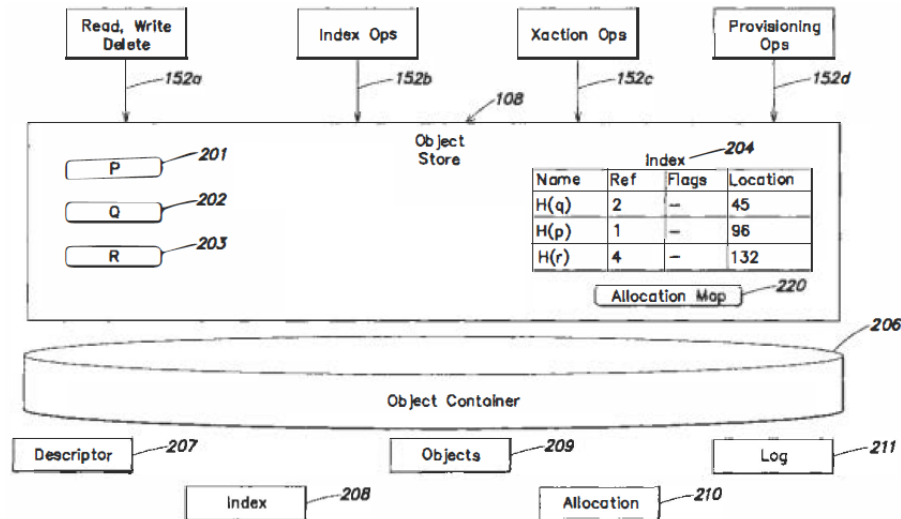 Read, Write
Delete
Index Ops
Xaction Ops
Provisioning
Ops
152a
152b
108
152c
152d
Object
Store
201
P
202
Q
203
R
Index
204
Name Ref Flags Location
H(q) 2 – 45
H(p) 1 – 96
H(r) 4 – 132
Allocation Map
220
206
Object Container
Descriptor
207
Objects
209
Log
211
Index
208
Allocation
210